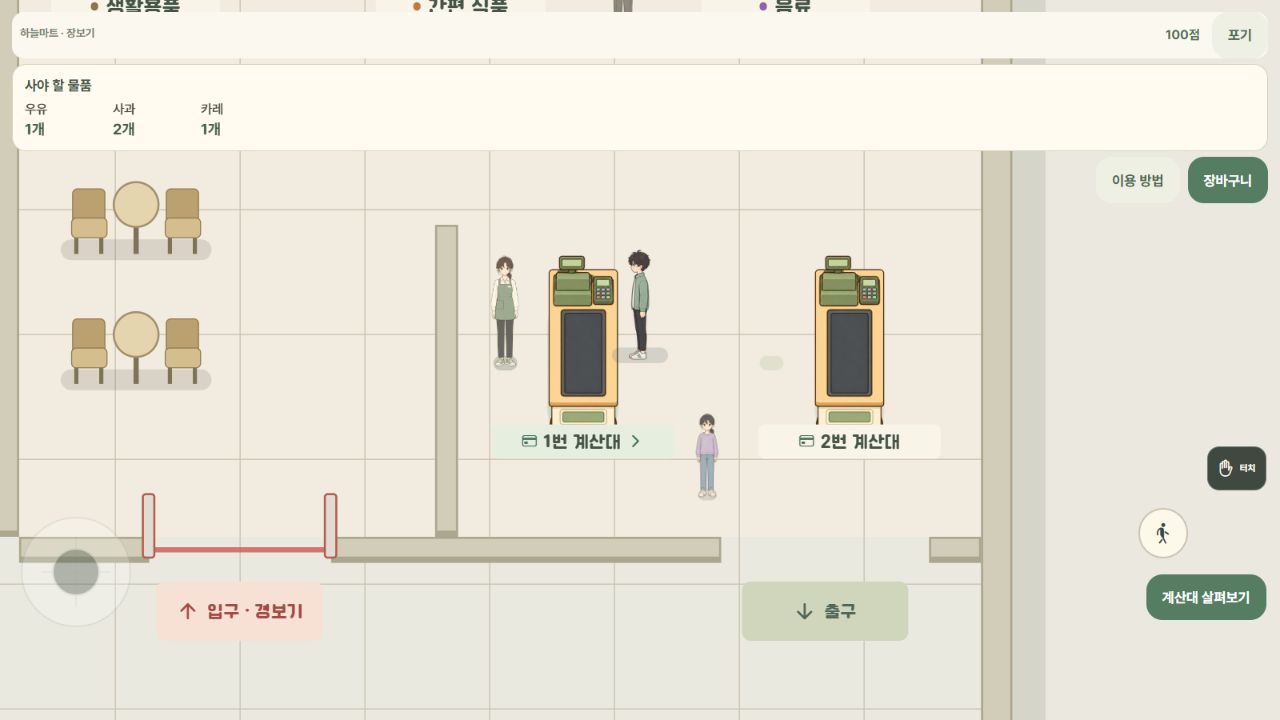 생활용품
간편 식품
음료
하늘마트 · 장보기
100점
포기
사야 할 물품
우유
사과
카레
1개
2개
1개
이용 방법
장바구니
1번 계산대
2번 계산대
터치
계산대 살펴보기
입구 · 경보기
출구